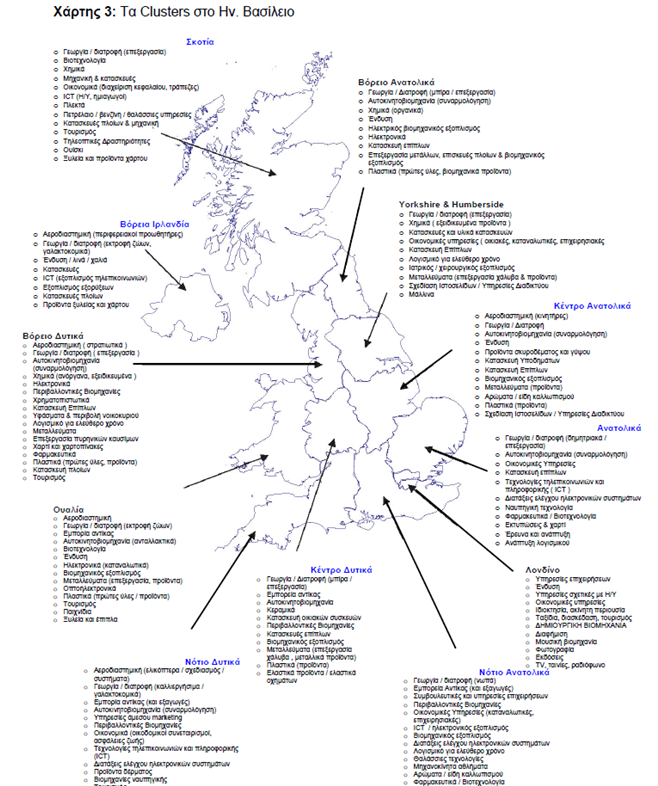 Χάρτης 3: Τα Clusters στο Ην. Βασίλειο
Σκοτία
o Γεωργία / διατροφή (επεξεργασία)
o Βιοτεχνολογία
o Χημικά
o Μηχανική & κατασκευές
o Οικονομικά (διαχείριση κεφαλαίου, τράπεζες)
o ICT (Η/Υ, ημιαγωγοί)
o Πλεκτά
o Πετρέλαιο / βενζίνη / θαλάσσιες υπηρεσίες
o Κατασκευές πλοίων & μηχανική
o Τουρισμός
o Τηλεοπτικές Δραστηριότητες
o Ουίσκι
o Ξυλεία και προϊόντα χάρτου
Βόρειο Ανατολικά
o Γεωργία / Διατροφή (μπίρα / επεξεργασία)
o Αυτοκινητοβιομηχανία (συναρμολόγηση)
o Χημικά (οργανικά)
o Ένδυση
o Ηλεκτρικός βιομηχανικός εξοπλισμός
o Ηλεκτρονικά
o Κατασκευή επίπλων
o Επεξεργασία μετάλλων, επισκευές πλοίων & βιομηχανικός
εξοπλισμός
o Πλαστικά (πρώτες ύλες, βιομηχανικά προϊόντα)
Yorkshire & Humberside
o Γεωργία / διατροφή (επεξεργασία)
o Χημικά ( εξειδικευμένα προϊόντα )
o Κατασκευές και υλικά κατασκευών
o Οικονομικές υπηρεσίες ( οικιακές, καταναλωτικές, επιχειρησιακές
o Κατασκευή Επίπλων
o Λογισμικό για ελεύθερο χρόνο
o Ιατρικός / χειρουργικός εξοπλισμός
o Μεταλλεύματα (επεξεργασία χάλυβα & προϊόντα)
o Σχεδίαση Ιστοσελίδων / Υπηρεσίες Διαδικτύου
o Μάλλινα
Βόρεια Ιρλανδία
o Αεροδιαστημική (περιφερειακοί προωθητήρες)
o Γεωργία / διατροφή (εκτροφή ζώων,
γαλακτοκομικά)
o Ένδυση / λινά / χαλιά
o Κατασκευές
o ICT (εξοπλισμός τηλεπικοινωνιών)
o Εξοπλισμός εξορύξεων
o Κατασκευές πλοίων
o Προϊόντα ξυλείας και χάρτου
Κέντρο Ανατολικά
o Αεροδιαστημική (κινητήρες)
o Γεωργία / Διατροφή
o Αυτοκινητοβιομηχανία (συναρμολόγηση)
o Ένδυση
o Προϊόντα σκυροδέματος και γύψου
o Κατασκευή Υποδημάτων
o Κατασκευή Επίπλων
o Βιομηχανικός εξοπλισμός
o Μεταλλεύματα (προϊόντα)
o Αρώματα / είδη καλλωπισμού
o Πλαστικά (προϊόντα)
o Σχεδίαση Ιστοσελίδων / Υπηρεσίες Διαδικτύου
Βόρειο Δυτικά
o Αεροδιαστημική ( στρατιωτικά )
o Γεωργία / διατροφή ( επεξεργασία )
o Αυτοκινητοβιομηχανία
(συναρμολόγηση)
o Χημικά (ανόργανα, εξειδικευμένα )
o Ηλεκτρονικά
o Περιβαλλοντικές Βιομηχανίες
o Χρηματοπιστωτικά
o Κατασκευή Επίπλων
o Υφάσματα & περιβολή νοικοκυριού
o Λογισμικό για ελεύθερο χρόνο
o Μεταλλεύματα
o Επεξεργασία πυρηνικών καυσίμων
o Χαρτί και χαρτοπίνακες
o Φαρμακευτικά
o Πλαστικά (πρώτες ύλες, προϊόντα)
o Κατασκευή πλοίων
o Τουρισμός
Ανατολικά
o Γεωργία / διατροφή (δημητριακά /
επεξεργασία)
o Αυτοκινητοβιομηχανία (συναρμολόγηση)
o Οικονομικές Υπηρεσίες
o Κατασκευή επίπλων
o Τεχνολογίες τηλεπικοινωνιών και
πληροφορικής ( ICT )
o Διατάξεις ελέγχου ηλεκτρονικών συστημάτων
o Ναυπηγική τεχνολογία
o Φαρμακευτικά / Βιοτεχνολογία
o Εκτυπώσεις & χαρτί
o Έρευνα και ανάπτυξη
o Ανάπτυξη λογισμικού
Ουαλία
o Αεροδιαστημική
o Γεωργία / διατροφή (εκτροφή ζώων)
o Εμπορία αντίκας
o Αυτοκινητοβιομηχανία (ανταλλακτικά)
o Βιοτεχνολογία
o Ένδυση
o Ηλεκτρονικά (καταναλωτικά)
o Βιομηχανικός εξοπλισμός
o Μεταλλεύματα (επεξεργασία, προϊόντα)
o Οπτοηλεκτρονικά
o Πλαστικά (πρώτες ύλες / προϊόντα)
o Τουρισμός
o Παιχνίδια
o Ξυλεία και έπιπλα
Κέντρο Δυτικά
o Γεωργία / Διατροφή (μπίρα /
επεξεργασία)
o Εμπορεία αντίκας
o Αυτοκινητοβιομηχανία
o Κεραμικά
o Κατασκευή οικιακών συσκευών
o Περιβαλλοντικές Βιομηχανίες
o Κατασκευές επίπλων
o Βιομηχανικός εξοπλισμός
o Μεταλλεύματα (επεξεργασία
χάλυβα , μεταλλικά προϊόντα)
o Πλαστικά (προϊόντα)
o Ελαστικά προϊόντα / ελαστικά
οχημάτων
Λονδίνο
o Υπηρεσίες επιχειρήσεων
o Ένδυση
o Υπηρεσίες σχετικές με Η/Υ
o Οικονομικές υπηρεσίες
o Ιδιοκτησία, ακίνητη περιουσία
o Ταξίδια, διασκέδαση, τουρισμός
o ΔΗΜΙΟΥΡΓΙΚΗ ΒΙΟΜΗΧΑΝΙΑ
o Διαφήμιση
o Μουσική βιομηχανία
o Φωτογραφία
o Εκδόσεις
o TV, ταινίες, ραδιόφωνο
Νότιο Δυτικά
o Αεροδιαστημική (ελικόπτερα / σχεδιασμός /
συστήματα)
o Γεωργία / διατροφή (καλλιεργήσιμα /
γαλακτοκομικά)
o Εμπορία αντίκας (και εξαγωγές)
o Αυτοκινητοβιομηχανία (συναρμολόγηση)
o Υπηρεσίες άμεσου marketing
o Περιβαλλοντικές Βιομηχανίες
o Οικονομικά (οικοδομικοί συνεταιρισμοί,
ασφάλειες ζωής)
o Τεχνολογίες τηλεπικοινωνιών και πληροφορικής
(ICT)
o Διατάξεις ελέγχου ηλεκτρονικών συστημάτων
o Προϊόντα δέρματος
o Βιομηχανίες ναυπηγικής
Νότιο Ανατολικά
o Γεωργία / διατροφή (νωπά)
o Εμπορεία Αντίκας (και εξαγωγές)
o Συμβουλευτικές και υπηρεσίες επιχειρήσεων
o Περιβαλλοντικές Βιομηχανίες
o Οικονομικές Υπηρεσίες (καταναλωτικές,
επιχειρησιακές)
o ICT / ηλεκτρονικός εξοπλισμός
o Βιομηχανικός εξοπλισμός
o Διατάξεις ελέγχου ηλεκτρονικών συστημάτων
o Λογισμικό για ελεύθερο χρόνο
o Θαλάσσιες τεχνολογίες
o Μηχανοκίνητα αθλήματα
o Αρώματα / είδη καλλωπισμού
o Φαρμακευτικά / Βιοτεχνολογία